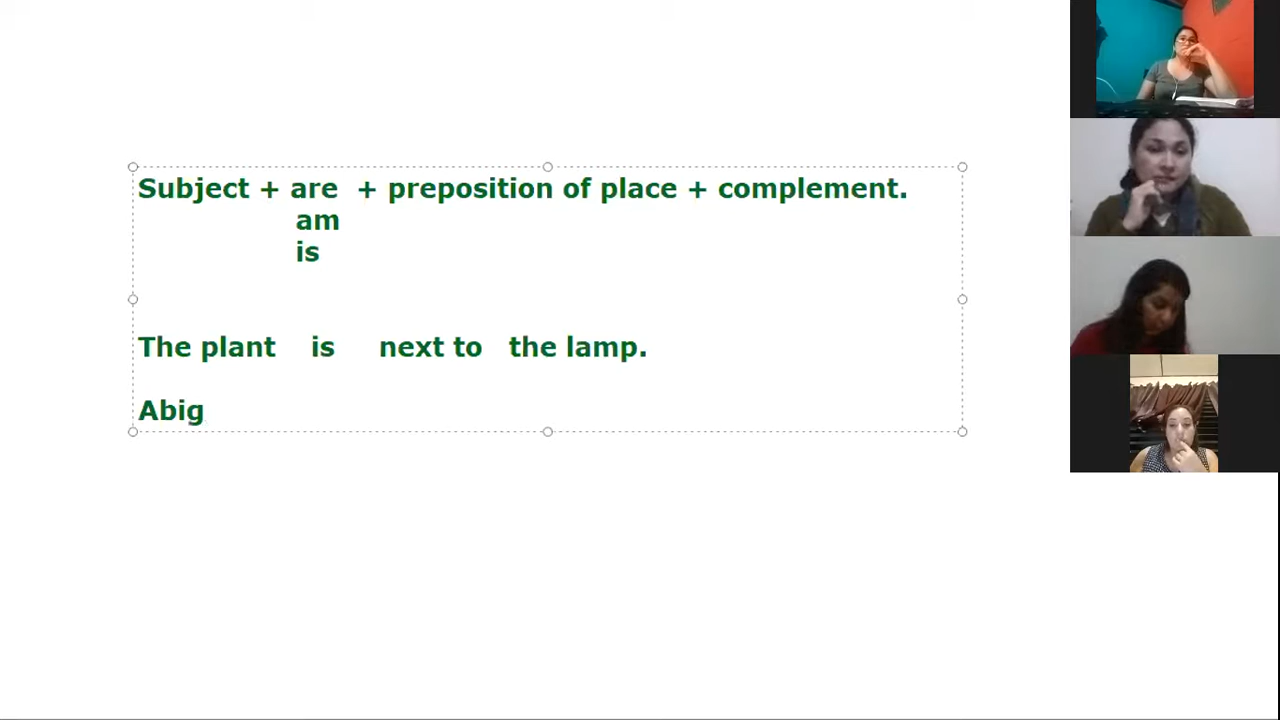 Subject + are + preposition of place + complement.
am
is
The plant is next to the lamp.
Abig